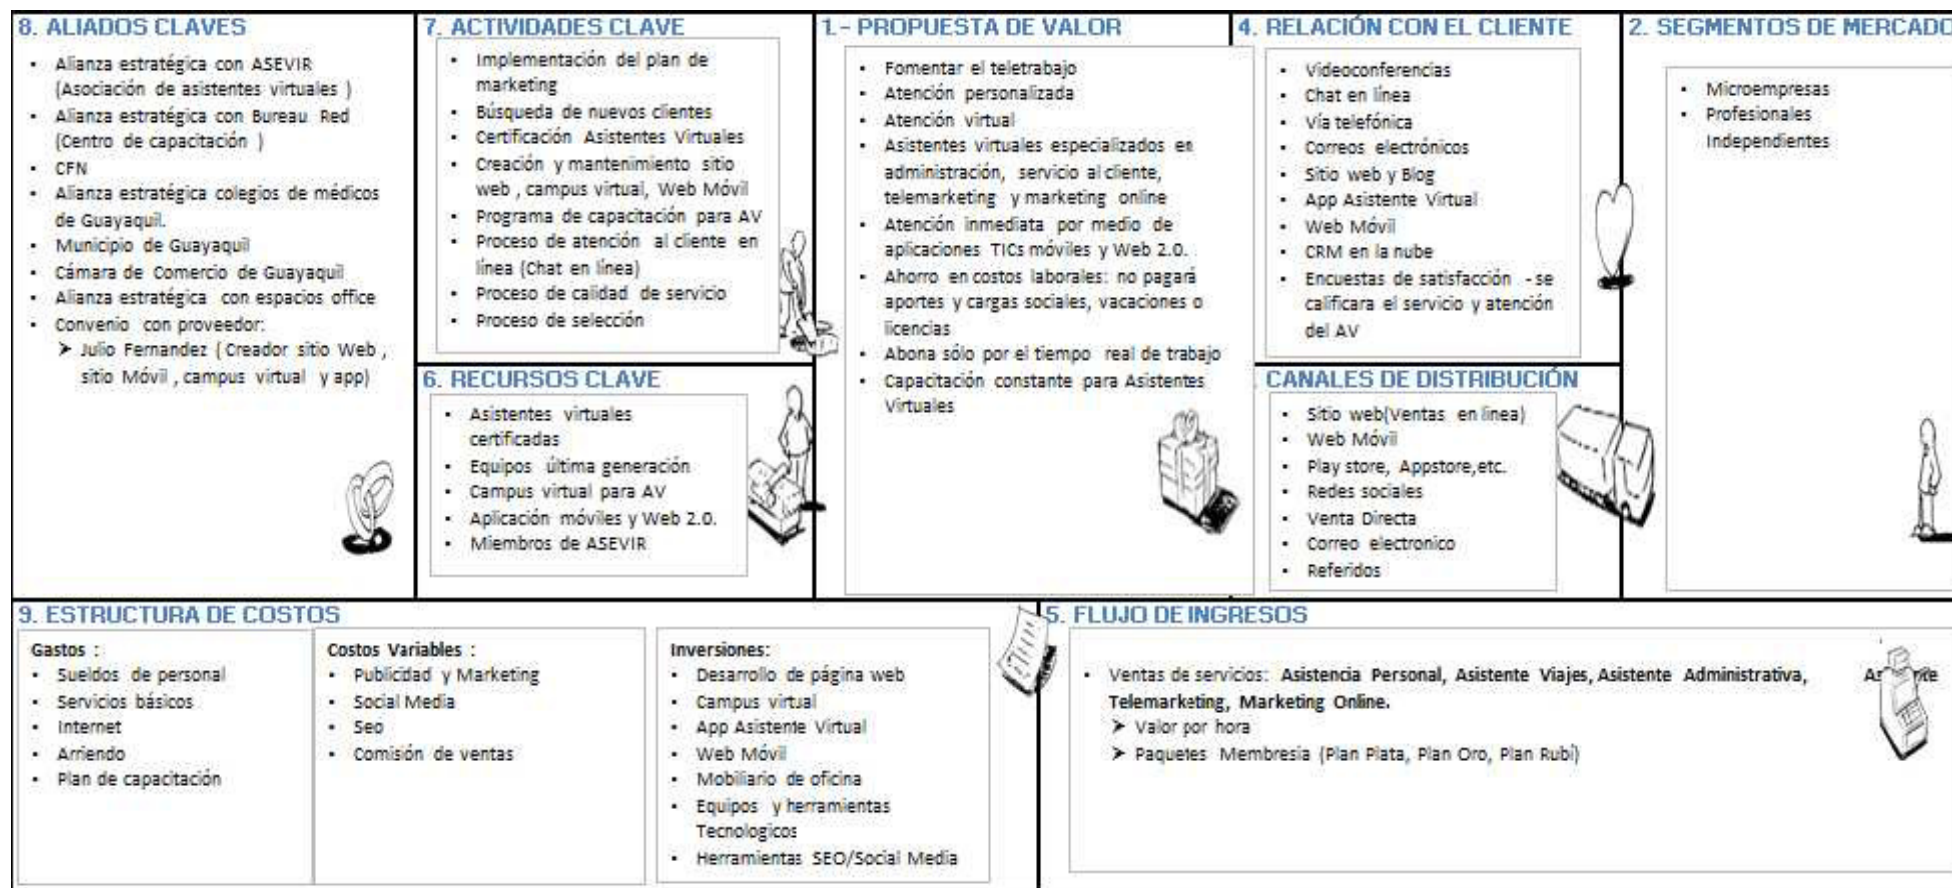 8. ALIADOS CLAVES
• Alianza estratégica con ASEVIR
(Asociación de asistentes virtuales )
• Alianza estratégica con Bureau Red
(Centro de capacitación )
• CFN
• Alianza estratégica colegios de médicos
de Guayaquil.
• Municipio de Guayaquil
• Cámara de Comercio de Guayaquil
• Alianza estratégica con espacios office
• Convenio con proveedor:
➤ Julio Fernandez ( Creador sitio Web ,
sitio Móvil , campus virtual y app)
7. ACTIVIDADES CLAVE
• Implementación del plan de
marketing
• Búsqueda de nuevos clientes
• Certificación Asistentes Virtuales
• Creación y mantenimiento sitio
web , campus virtual, Web Móvil
• Programa de capacitación para AV
• Proceso de atención al cliente en
línea (Chat en línea)
• Proceso de calidad de servicio
• Proceso de selección
6. RECURSOS CLAVE
• Asistentes virtuales
certificadas
• Equipos última generación
• Campus virtual para AV
• Aplicación móviles y Web 2.0.
• Miembros de ASEVIR
1.- PROPUESTA DE VALOR
• Fomentar el teletrabajo
• Atención personalizada
• Atención virtual
• Asistentes virtuales especializados en
administración, servicio al cliente,
telemarketing y marketing online
• Atención inmediata por medio de
aplicaciones TICs móviles y Web 2.0.
• Ahorro en costos laborales: no pagará
aportes y cargas sociales, vacaciones o
licencias
• Abona sólo por el tiempo real de trabajo
• Capacitación constante para Asistentes
Virtuales
4. RELACIÓN CON EL CLIENTE
• Videoconferencias
• Chat en línea
• Vía telefónica
• Correos electrónicos
• Sitio web y Blog
• App Asistente Virtual
• Web Móvil
• CRM en la nube
• Encuestas de satisfacción - se
calificara el servicio y atención
del AV
. CANALES DE DISTRIBUCIÓN
• Sitio web(Ventas en linea)
• Web Móvil
• Play store, Appstore,etc.
• Redes sociales
• Venta Directa
• Correo electronico
• Referidos
2. SEGMENTOS DE MERCADO
• Microempresas
• Profesionales
Independientes
9. ESTRUCTURA DE COSTOS
Gastos :
• Sueldos de personal
• Servicios básicos
• Internet
• Arriendo
• Plan de capacitación
Costos Variables :
• Publicidad y Marketing
• Social Media
• Seo
• Comisión de ventas
Inversiones:
• Desarrollo de página web
• Campus virtual
• App Asistente Virtual
• Web Móvil
• Mobiliario de oficina
• Equipos y herramientas
Tecnologicos
• Herramientas SEO/Social Media
5. FLUJO DE INGRESOS
• Ventas de servicios: Asistencia Personal, Asistente Viajes, Asistente Administrativa,
Telemarketing, Marketing Online.
➤ Valor por hora
➤ Paquetes Membresia (Plan Plata, Plan Oro, Plan Rubí)